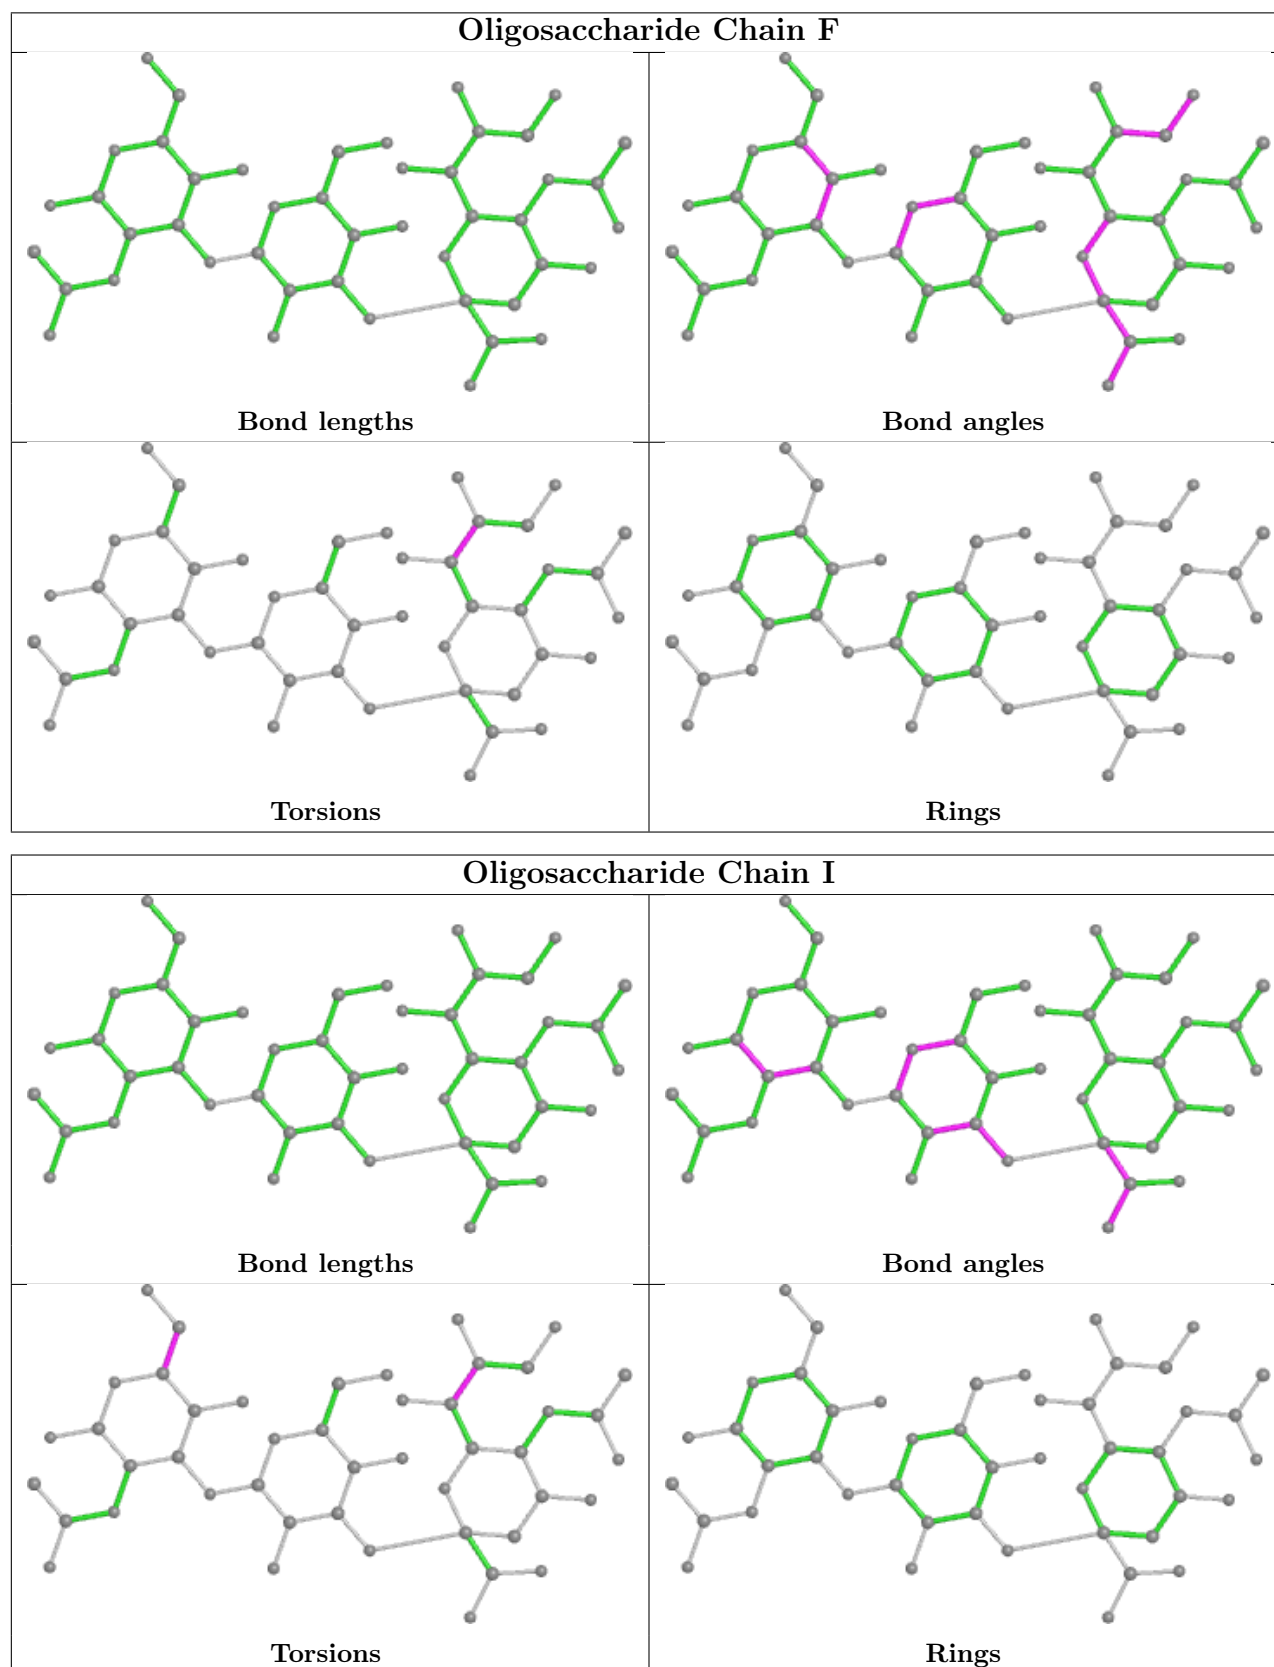 Oligosaccharide Chain F
Bond lengths
Bond angles
Torsions
Rings
Oligosaccharide Chain I
Bond lengths
Bond angles
Torsions
Rings